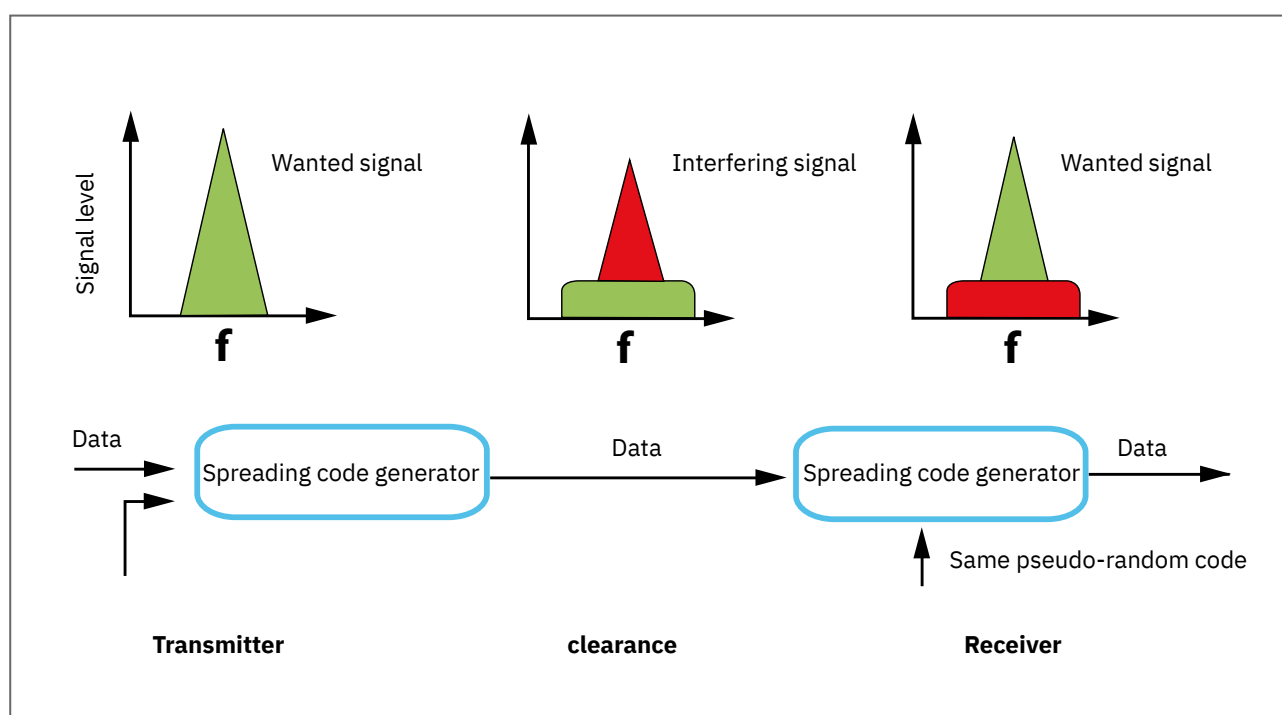 Signal level
Wanted signal
Interfering signal
Wanted signal
f
f
f
Data
Spreading code generator
Data
Spreading code generator
Data
Same pseudo-random code
Transmitter
clearance
Receiver